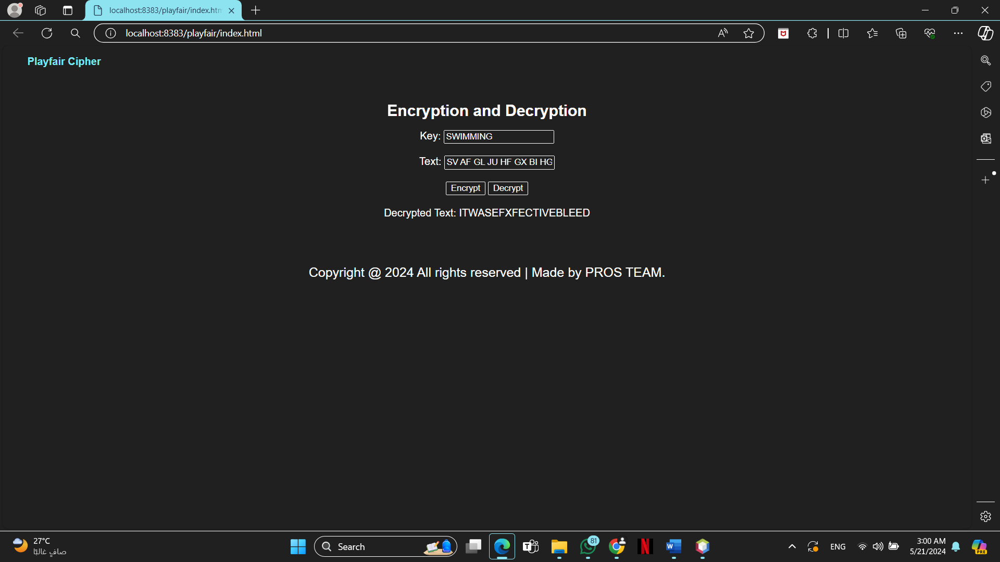 localhost:8383/playfair/index.htm
localhost:8383/playfair/index.html
Playfair Cipher
Encryption and Decryption
Key: SWIMMING
Text: SV AF GL JU HF GX BI HG
Encrypt Decrypt
Decrypted Text: ITWASEFXFECTIVEBLEED
Copyright @ 2024 All rights reserved | Made by PROS TEAM.
27°C
صافٍ غالبًا
Search
81
ENG
3:00 AM
5/21/2024
PRE